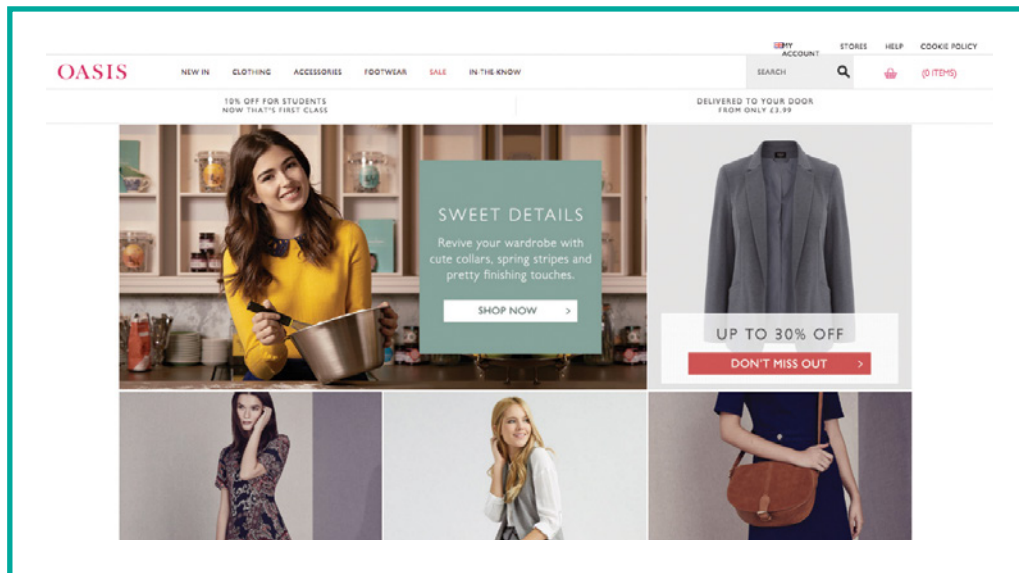 MY
ACCOUNT
STORES
HELP
COOKIE POLICY
OASIS
NEW IN
CLOTHING
ACCESSORIES
FOOTWEAR
SALE
IN THE KNOW
SEARCH
(0 ITEMS)
10% OFF FOR STUDENTS
NOW THAT'S FIRST CLASS
DELIVERED TO YOUR DOOR
FROM ONLY £3.99
SWEET DETAILS
Revive your wardrobe with
cute collars, spring stripes and
pretty finishing touches.
SHOP NOW >
UP TO 30% OFF
DON'T MISS OUT >